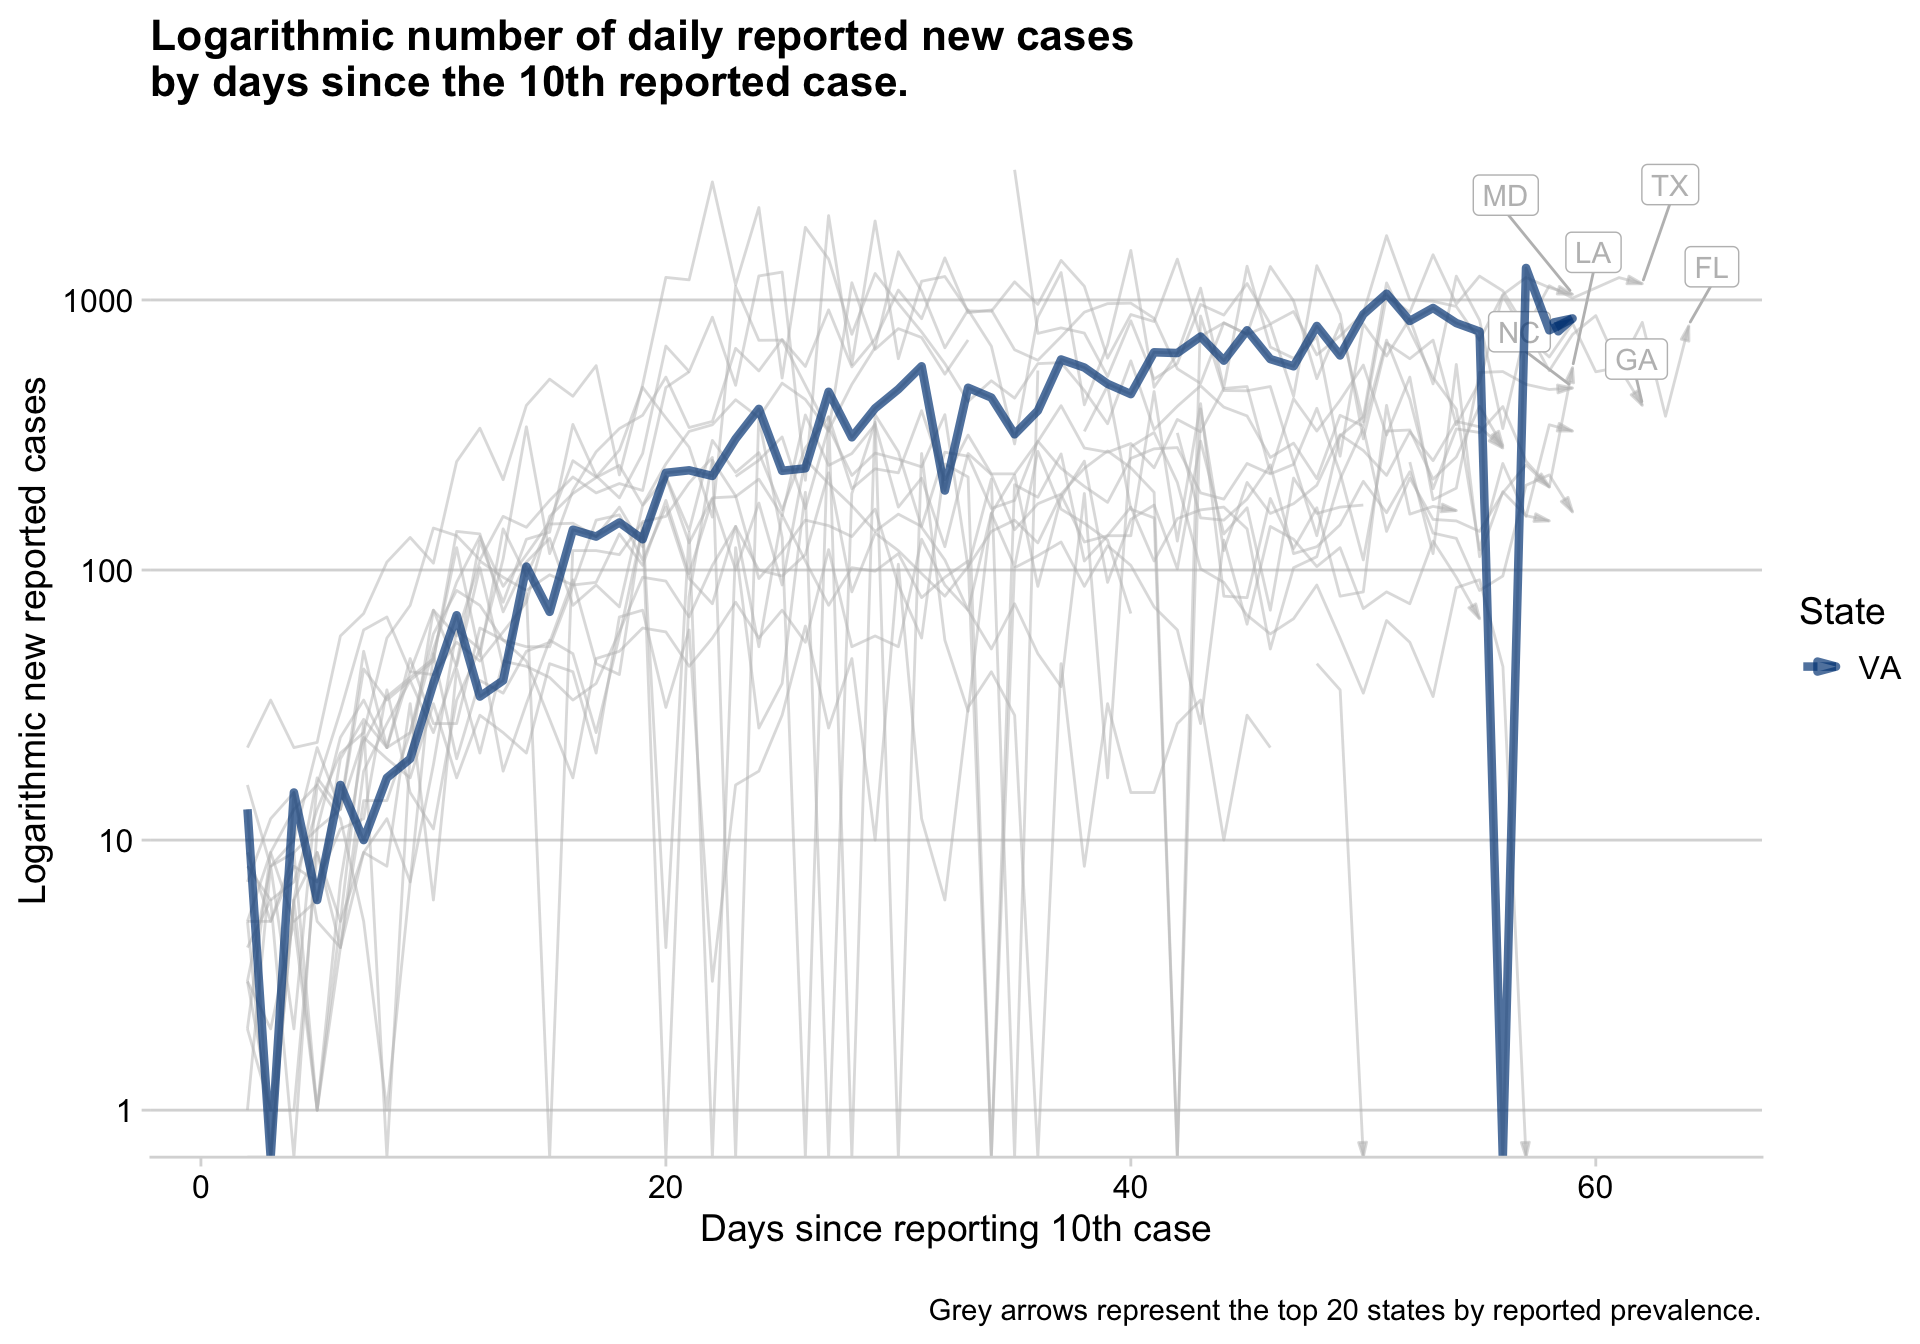 Logarithmic number of daily reported new cases
by days since the 10th reported case.
Logarithmic new reported cases
1000
100
10
1
MD
TX
LA
FL
NC
GA
State
VA
0
20
40
60
Days since reporting 10th case
Grey arrows represent the top 20 states by reported prevalence.